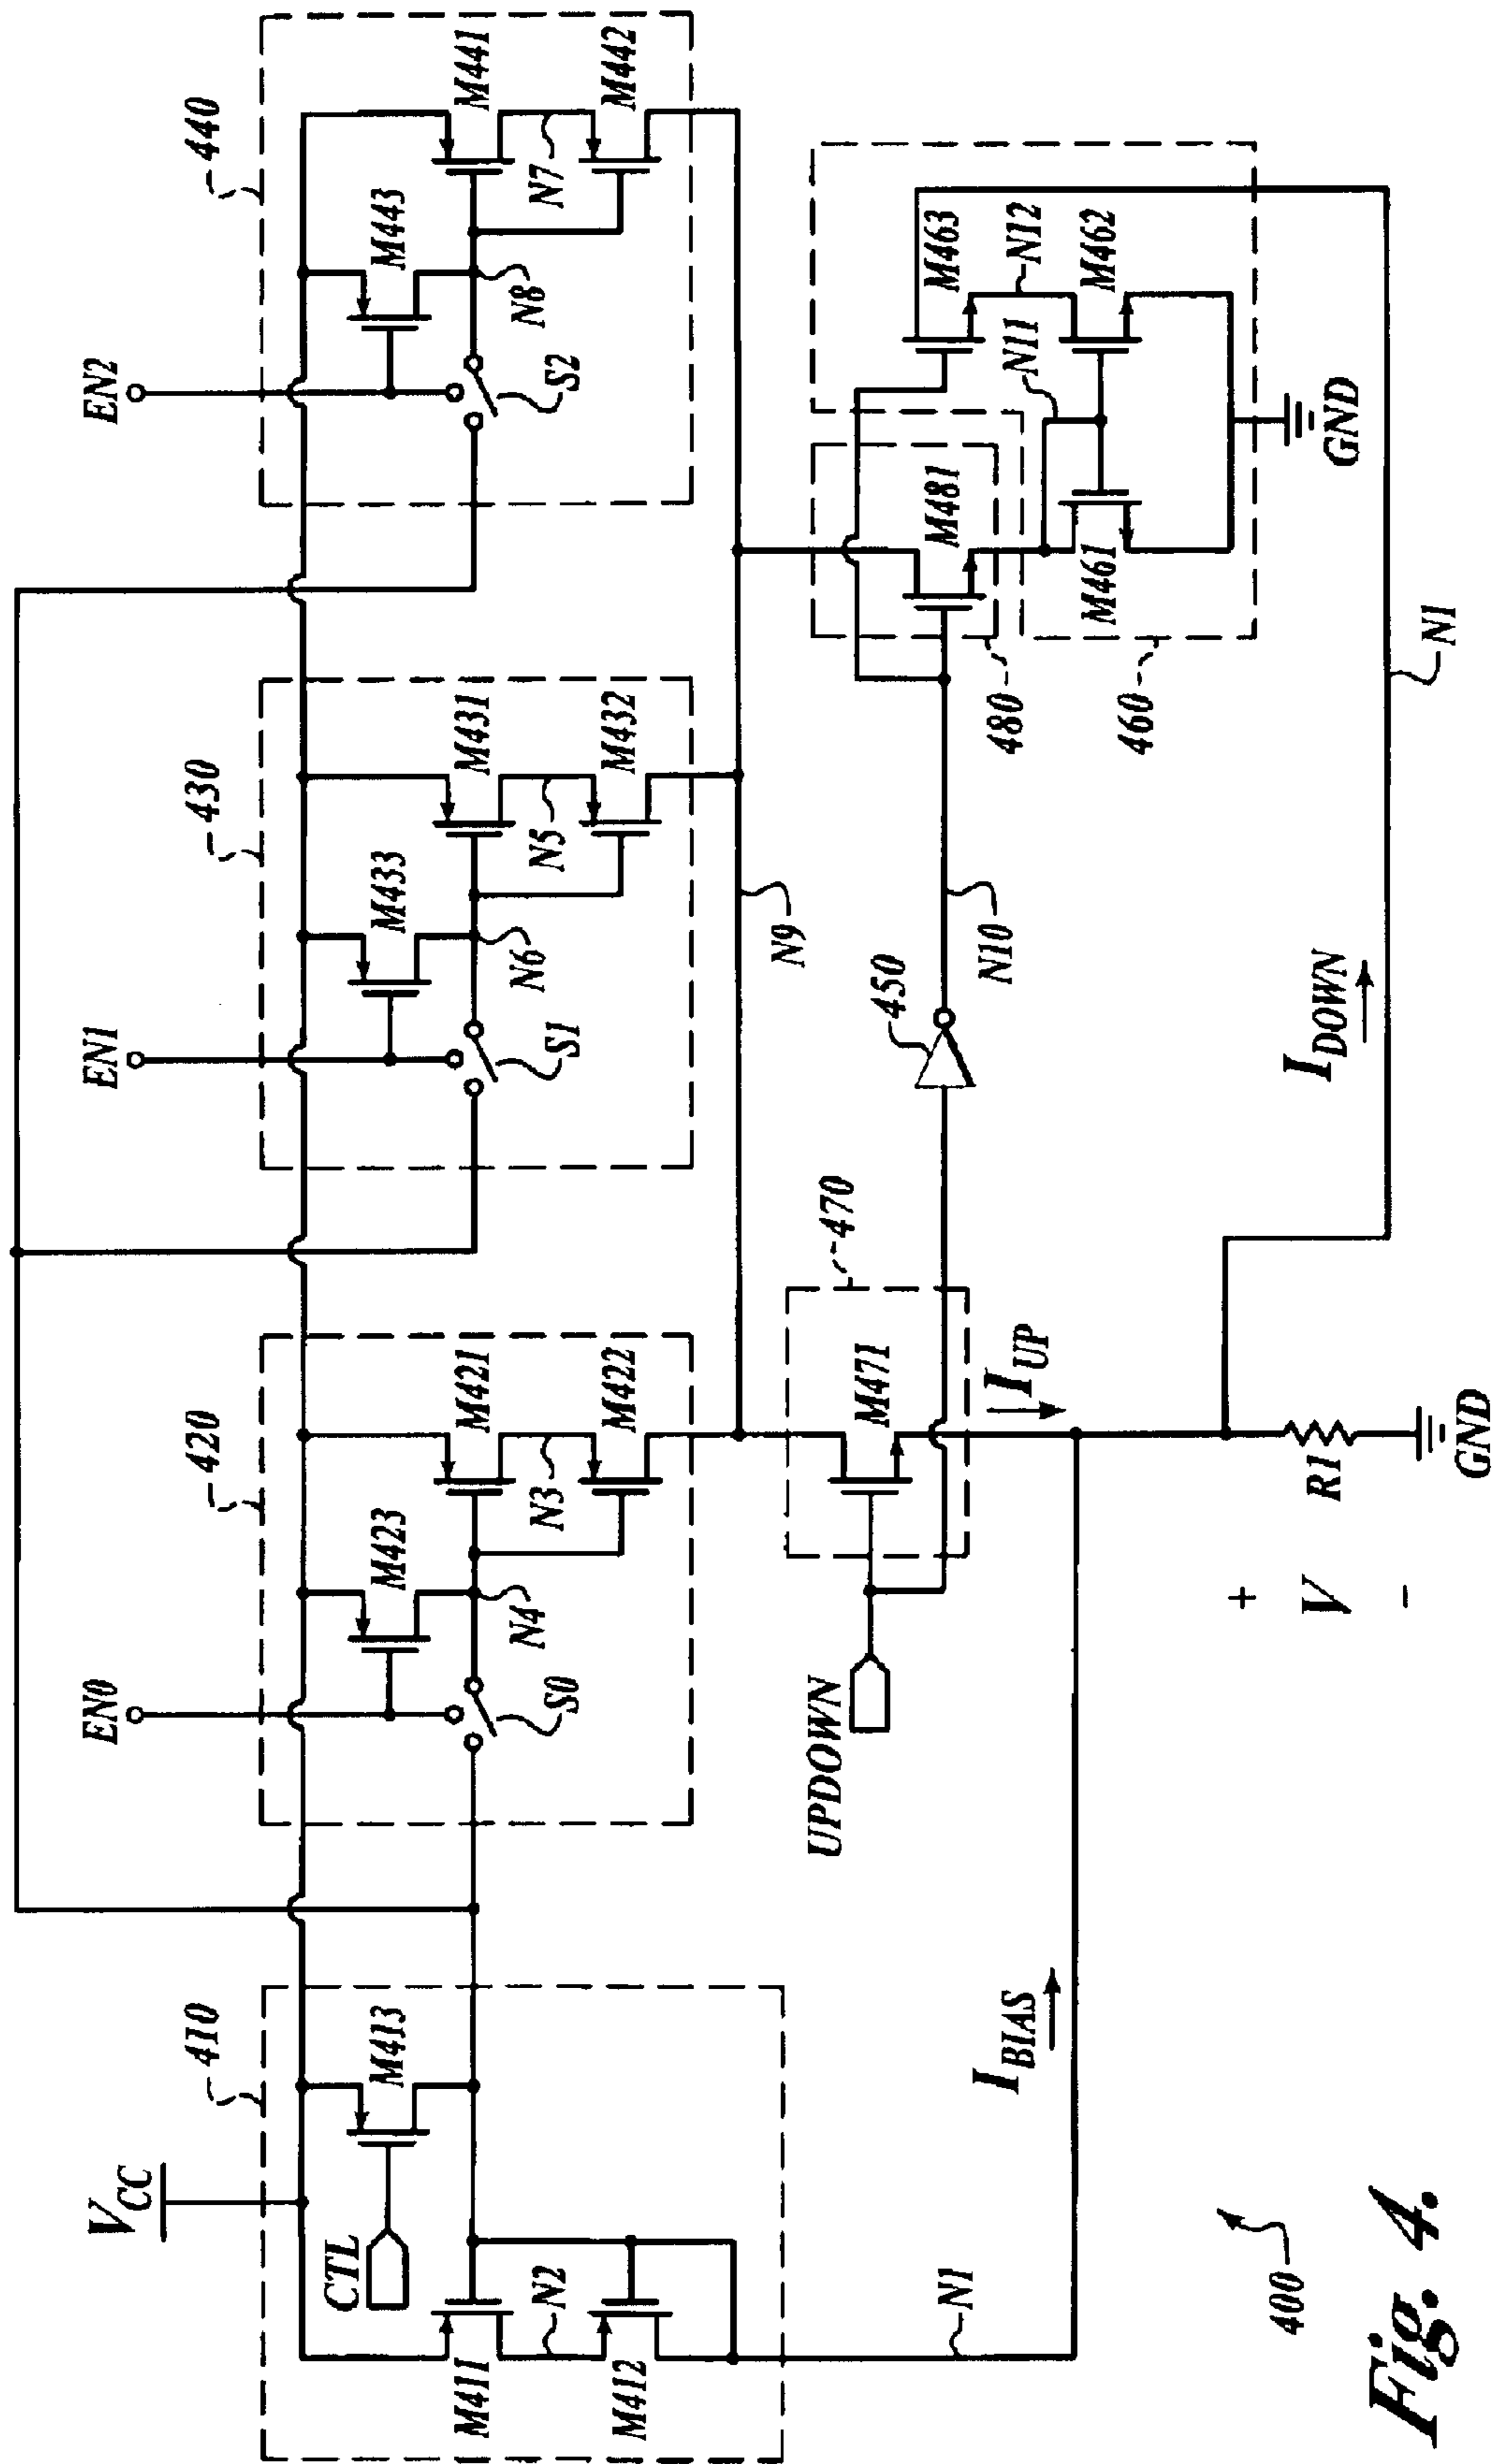 V_CC
EN0
EN1
EN2
410
420
430
440
CTL
M413
M423
M433
M443
M411
N2
M412
S0
N4
M421
N3
M422
S1
N6
M431
N5
M432
S2
N8
M441
N7
M442
N9
UPDOWN
470
M471
450
N10
480
460
M481
M463
N12
N11
M461
M462
GND
N1
I_BIAS
I_UP
I_DOWN
N1
+
V
-
R1
GND
400
Fig. 4.